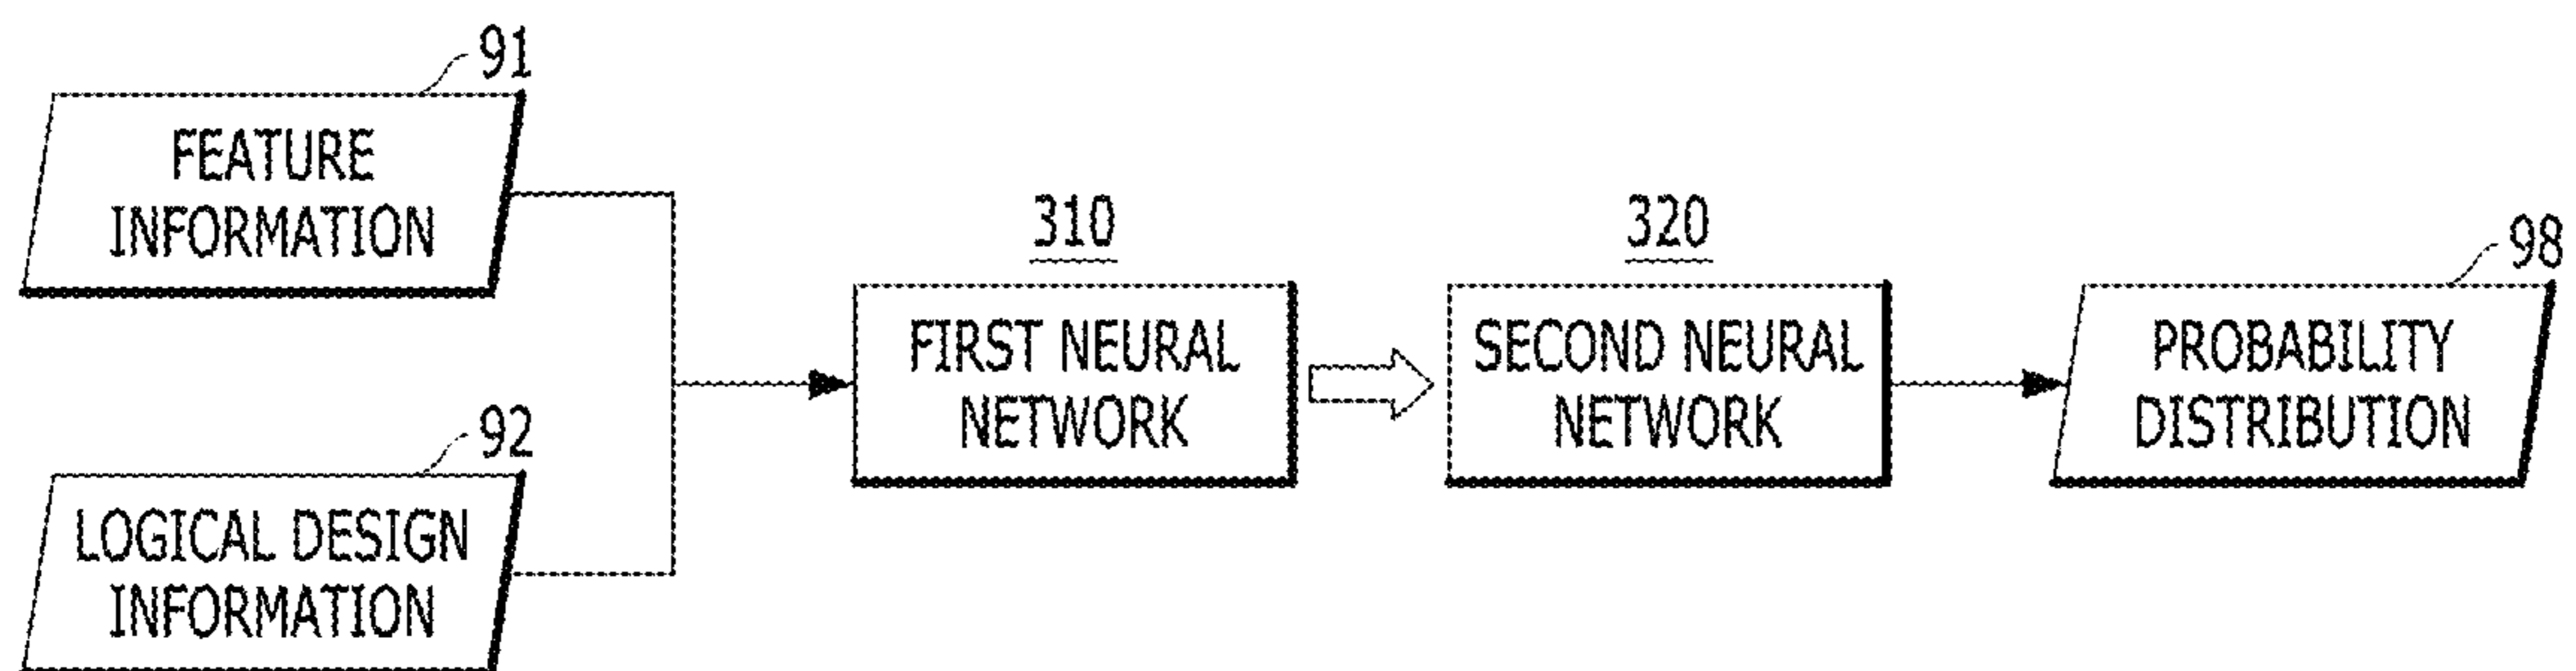 91
FEATURE
INFORMATION
92
LOGICAL DESIGN
INFORMATION
310
FIRST NEURAL
NETWORK
320
SECOND NEURAL
NETWORK
98
PROBABILITY
DISTRIBUTION